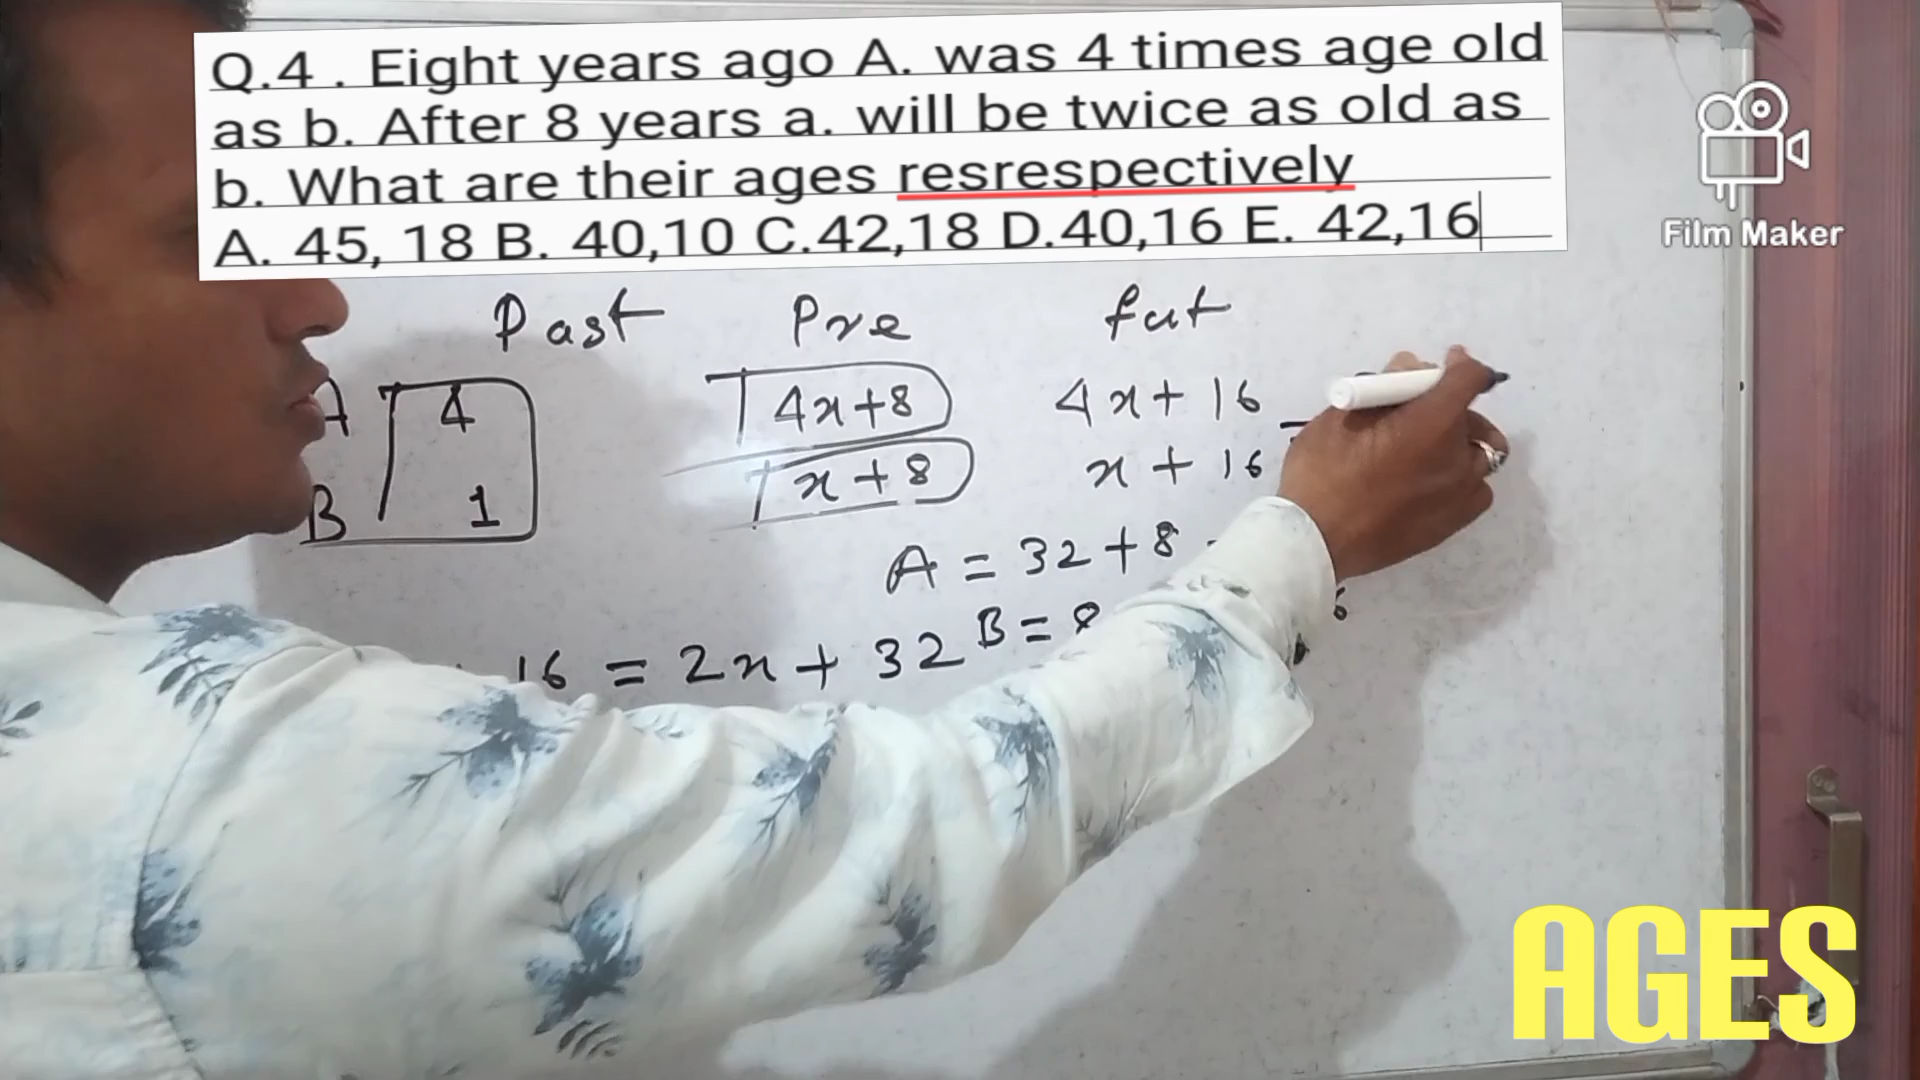 Q.4 . Eight years ago A. was 4 times age old
as b. After 8 years a. will be twice as old as
b. What are their ages resrespectively
A. 45, 18 B. 40,10 C.42,18 D.40,16 E. 42,16
Film Maker
Past Pre fut
A 4 4x+8 4x+16
B 1 x+8 x+16
A = 32+8
B = 8
16 = 2x+32
AGES